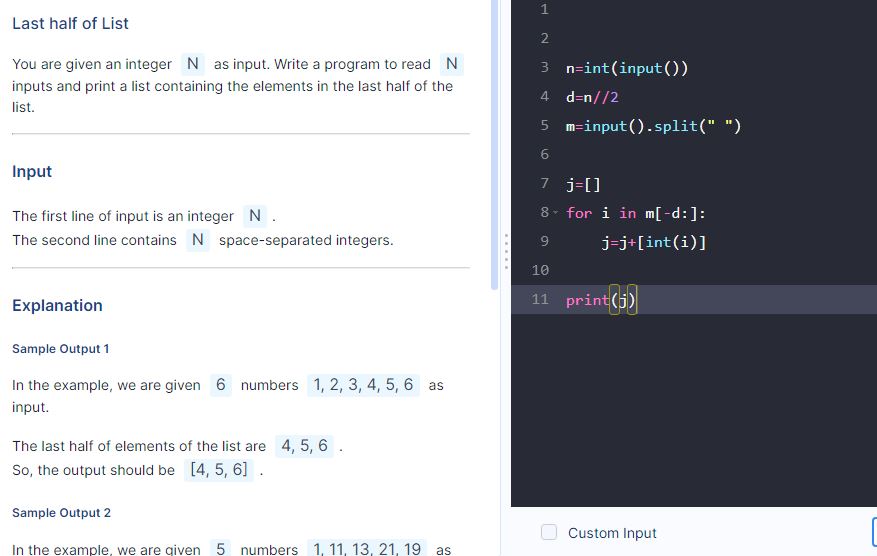 Last half of List
You are given an integer N as input. Write a program to read N
inputs and print a list containing the elements in the last half of the
list.
Input
The first line of input is an integer N .
The second line contains N space-separated integers.
Explanation
Sample Output 1
In the example, we are given 6 numbers 1, 2, 3, 4, 5, 6 as
input.
The last half of elements of the list are 4, 5, 6 .
So, the output should be [4, 5, 6] .
Sample Output 2
In the example, we are given 5 numbers 1, 11, 13, 21, 19 as
1
2
3 n=int(input())
4 d=n//2
5 m=input().split(" ")
6
7 j=[]
8 for i in m[-d:]:
9     j=j+[int(i)]
10
11 print(j)
Custom Input